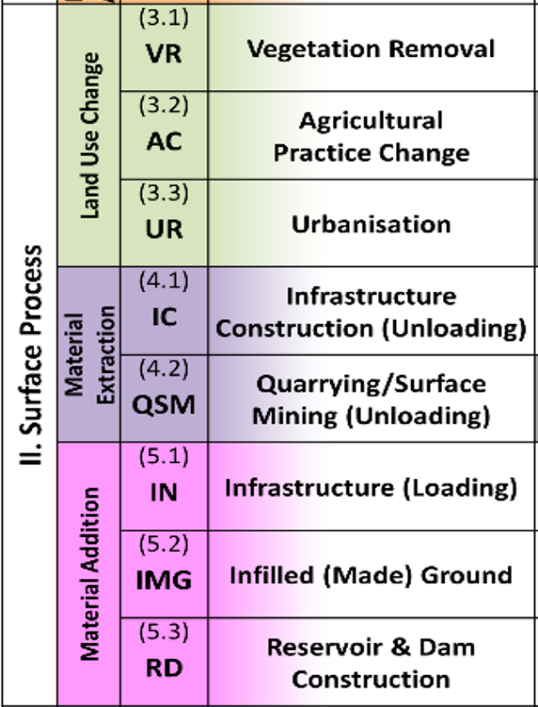 II. Surface Process
Land Use Change
(3.1)
VR
Vegetation Removal
(3.2)
AC
Agricultural
Practice Change
(3.3)
UR
Urbanisation
Material
Extraction
(4.1)
IC
Infrastructure
Construction (Unloading)
(4.2)
QSM
Quarrying/Surface
Mining (Unloading)
Material Addition
(5.1)
IN
Infrastructure (Loading)
(5.2)
IMG
Infilled (Made) Ground
(5.3)
RD
Reservoir & Dam
Construction